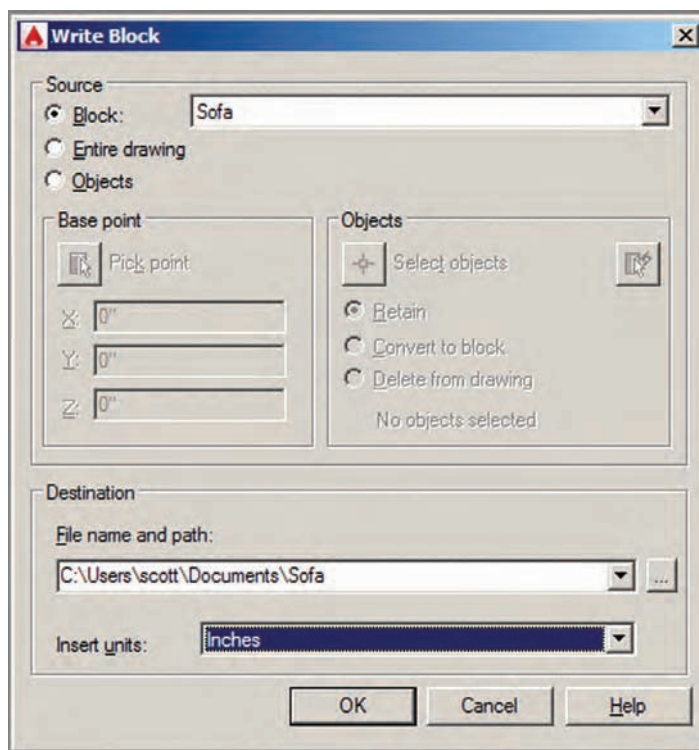 Write Block
Source
Block:
Sofa
Entire drawing
Objects
Base point
Pick point
X: 0"
Y: 0"
Z: 0"
Objects
Select objects
Retain
Convert to block
Delete from drawing
No objects selected
Destination
File name and path:
C:\Users\scott\Documents\Sofa
...
Insert units:
Inches
OK
Cancel
Help